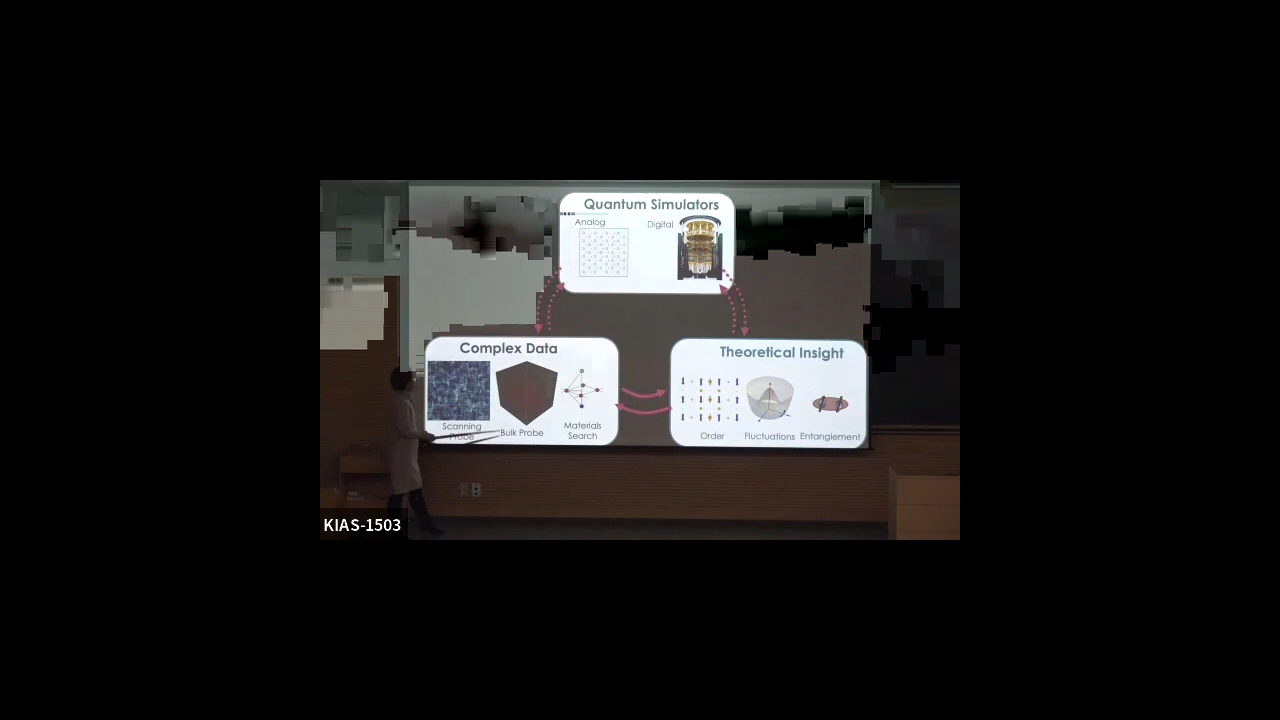 Quantum Simulators
Analog
Digital
Complex Data
Scanning
Probe
Bulk Probe
Materials
Search
Theoretical Insight
Order
Fluctuations
Entanglement
KIAS-1503